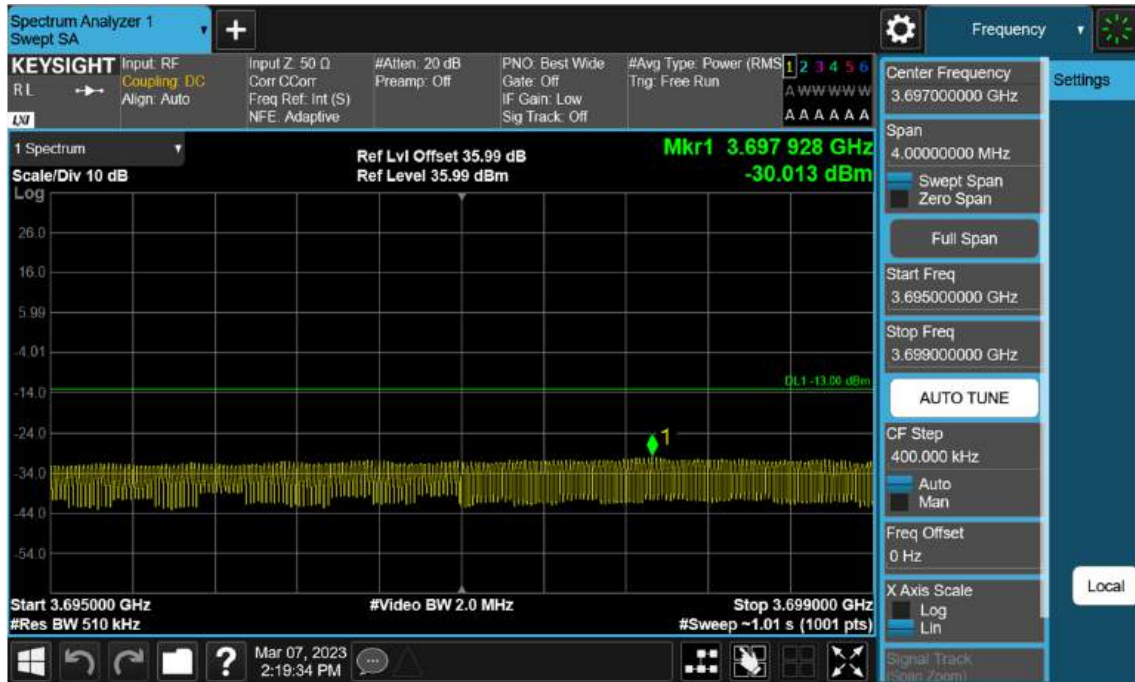 Spectrum Analyzer 1
Swept SA
+
Frequency
KEYSIGHT
RL
LXI
Input: RF
Coupling: DC
Align: Auto
Input Z: 50 Ω
Corr CCorr
Freq Ref: Int (S)
NFE: Adaptive
#Atten: 20 dB
Preamp: Off
PNO: Best Wide
Gate: Off
IF Gain: Low
Sig Track: Off
#Avg Type: Power (RMS
Trig: Free Run
1 2 3 4 5 6
A W W W W W
A A A A A A
1 Spectrum
Scale/Div 10 dB
Ref Lvl Offset 35.99 dB
Ref Level 35.99 dBm
Mkr1 3.697 928 GHz
-30.013 dBm
Log
26.0
16.0
5.99
-4.01
DL1 -13.00 dBm
-14.0
1
-24.0
-34.0
-44.0
-54.0
Start 3.695000 GHz
#Video BW 2.0 MHz
Stop 3.699000 GHz
#Res BW 510 kHz
#Sweep ~1.01 s (1001 pts)
?
Mar 07, 2023
2:19:34 PM
Center Frequency
3.697000000 GHz
Span
4.00000000 MHz
Swept Span
Zero Span
Full Span
Start Freq
3.695000000 GHz
Stop Freq
3.699000000 GHz
AUTO TUNE
CF Step
400.000 kHz
Auto
Man
Freq Offset
0 Hz
X Axis Scale
Log
Lin
Signal Track
(Span Zoom)
Settings
Local